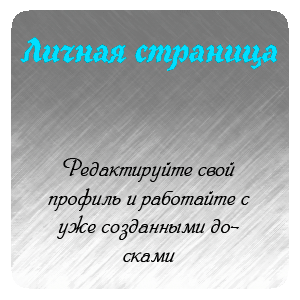 Личная страница
Редактируйте свой
профиль и работайте с
уже созданными до-
сками